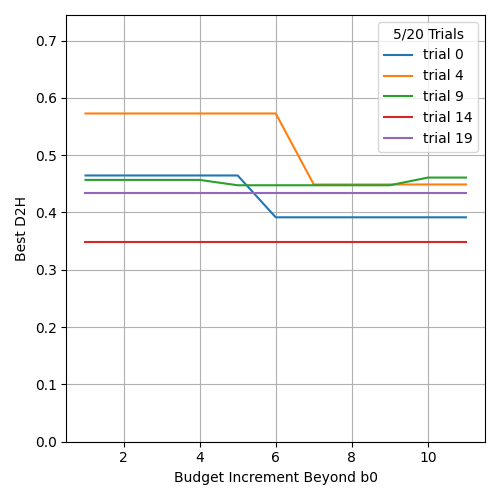 5/20 Trials
trial 0
trial 4
trial 9
trial 14
trial 19
Best D2H
0.7
0.6
0.5
0.4
0.3
0.2
0.1
0.0
2 4 6 8 10
Budget Increment Beyond b0